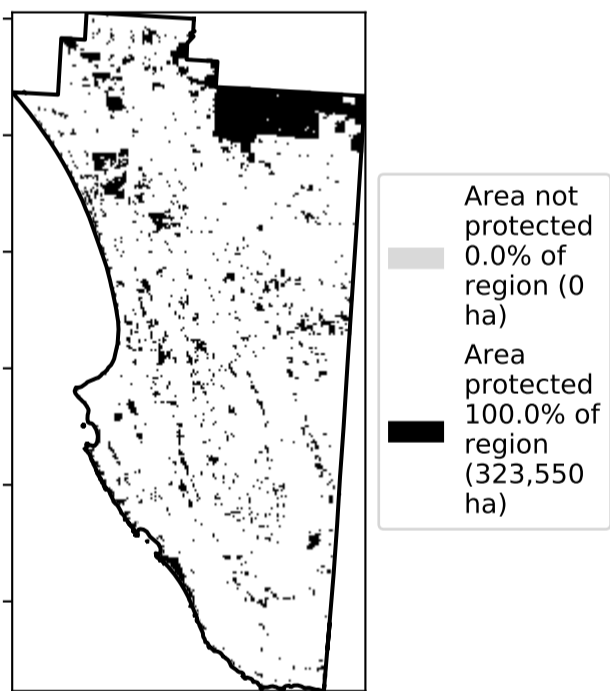 Area not
protected
0.0% of
region (0
ha)
Area
protected
100.0% of
region
(323,550
ha)